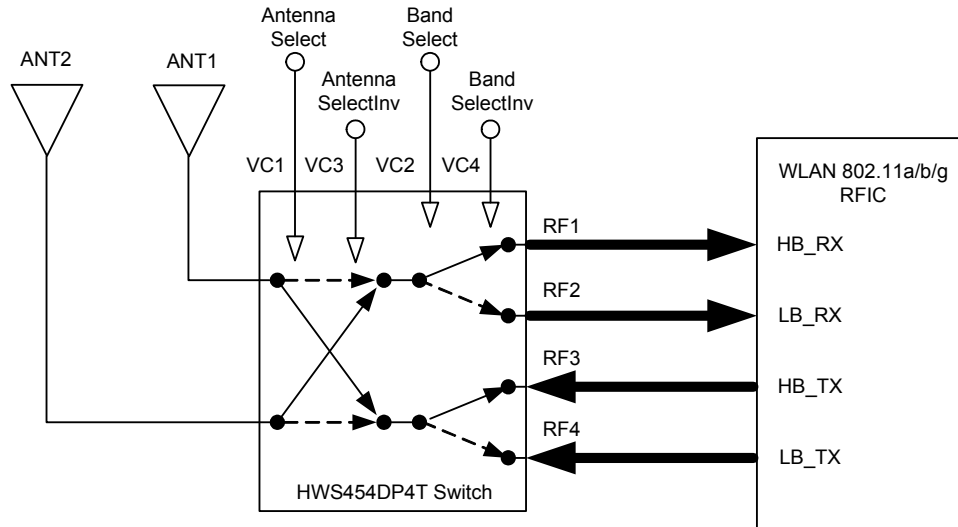 Antenna
Select
Band
Select
ANT2
ANT1
Antenna
SelectInv
Band
SelectInv
VC1
VC3
VC2
VC4
WLAN 802.11a/b/g
RFIC
RF1
HB_RX
RF2
LB_RX
RF3
HB_TX
RF4
LB_TX
HWS454DP4T Switch